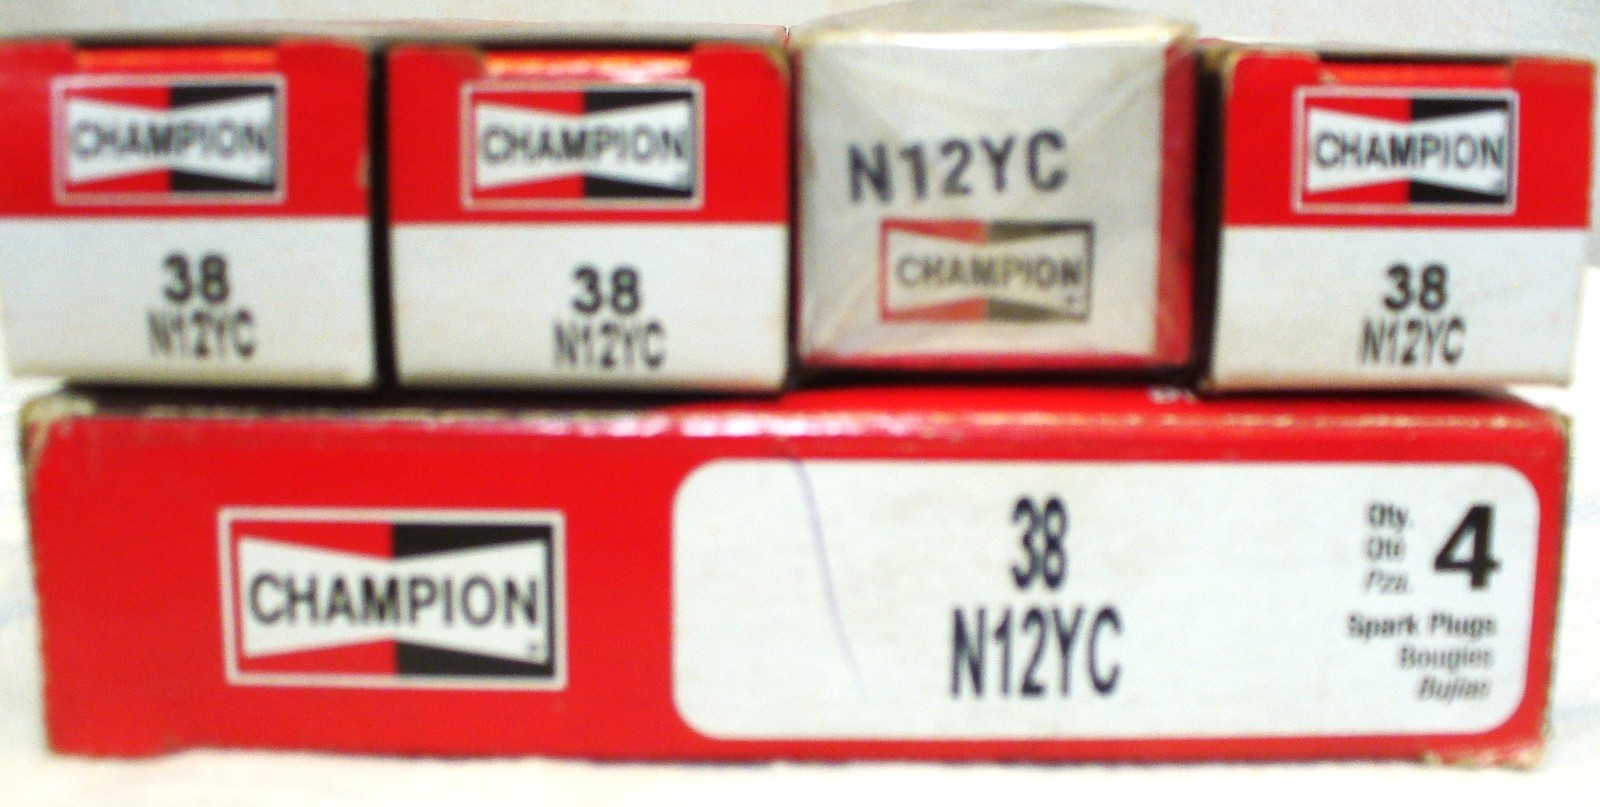 CHAMPION
38
N12YC
CHAMPION
38
N12YC
N12YC
CHAMPION
CHAMPION
38
N12YC
CHAMPION
38
N12YC
Qty.
Qté
Pza.
4
Spark Plugs
Bougies
Bujías